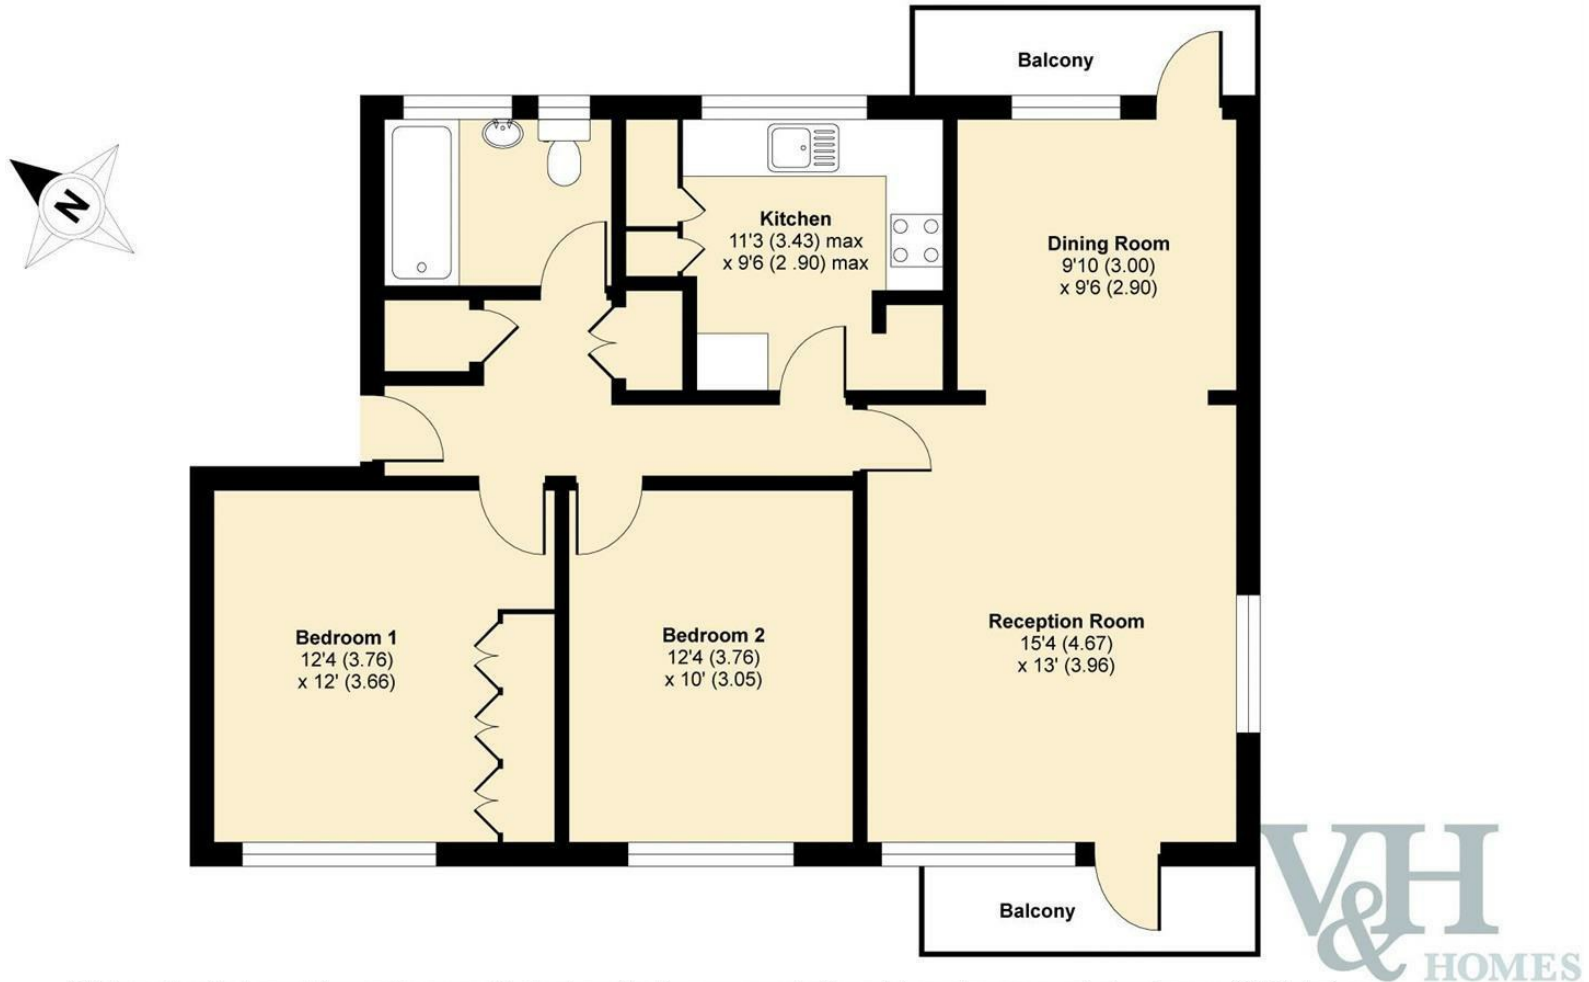 Balcony
N
Kitchen
11'3 (3.43) max
x 9'6 (2 .90) max
Dining Room
9'10 (3.00)
x 9'6 (2.90)
Reception Room
15'4 (4.67)
x 13' (3.96)
Bedroom 1
12'4 (3.76)
x 12' (3.66)
Bedroom 2
12'4 (3.76)
x 10' (3.05)
Balcony
V&H
HOMES